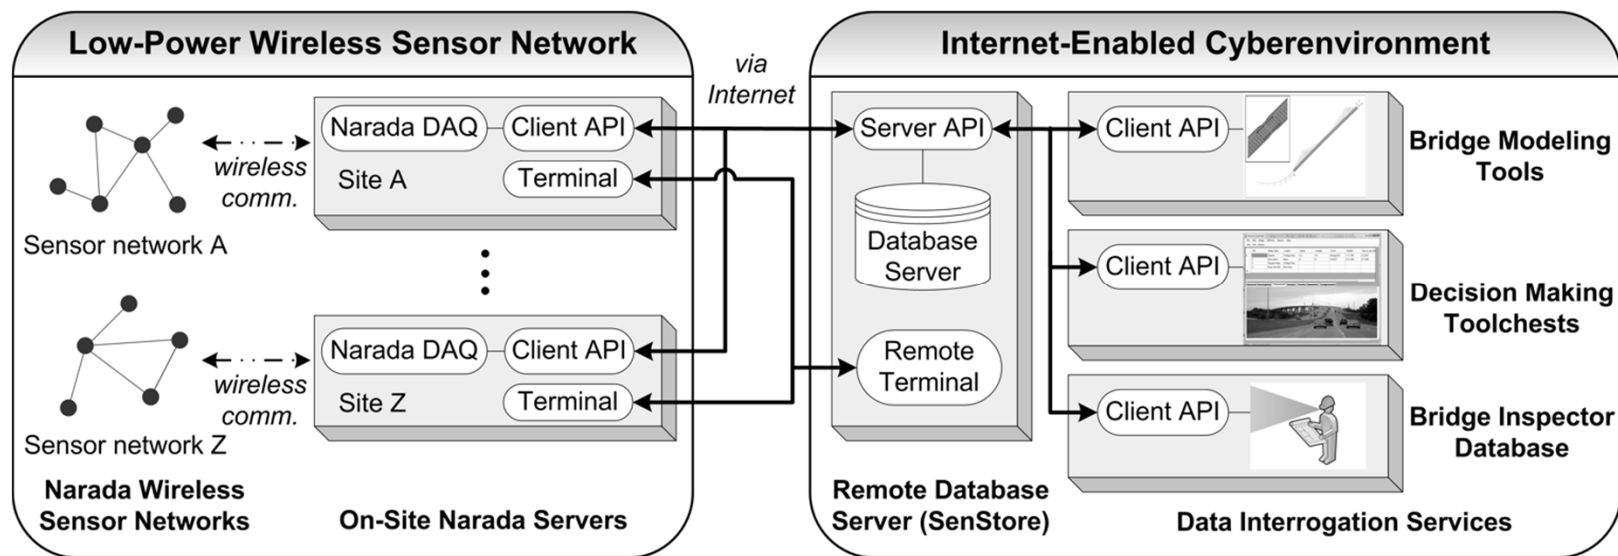 Low-Power Wireless Sensor Network
Narada DAQ
Client API
Site A
Terminal
wireless
comm.
Sensor network A
Narada DAQ
Client API
Site Z
Terminal
wireless
comm.
Sensor network Z
Narada Wireless
Sensor Networks
On-Site Narada Servers
via
Internet
Internet-Enabled Cyberenvironment
Server API
Database
Server
Remote
Terminal
Remote Database
Server (SenStore)
Client API
Bridge Modeling
Tools
Client API
Decision Making
Toolchests
Client API
Bridge Inspector
Database
Data Interrogation Services